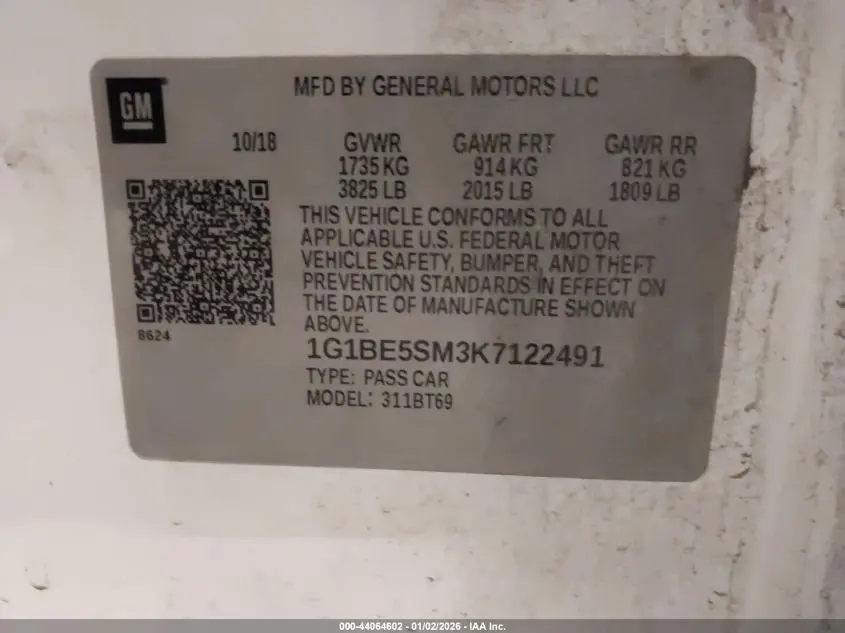 GM
MFD BY GENERAL MOTORS LLC
10/18 GVWR GAWR FRT GAWR RR
1735 KG 914 KG 821 KG
3825 LB 2015 LB 1809 LB
THIS VEHICLE CONFORMS TO ALL
APPLICABLE U.S. FEDERAL MOTOR
VEHICLE SAFETY, BUMPER, AND THEFT
PREVENTION STANDARDS IN EFFECT ON
THE DATE OF MANUFACTURE SHOWN
ABOVE.
8624
1G1BE5SM3K7122491
TYPE: PASS CAR
MODEL: 311BT69
000-44064602 - 01/02/2026 - IAA Inc.